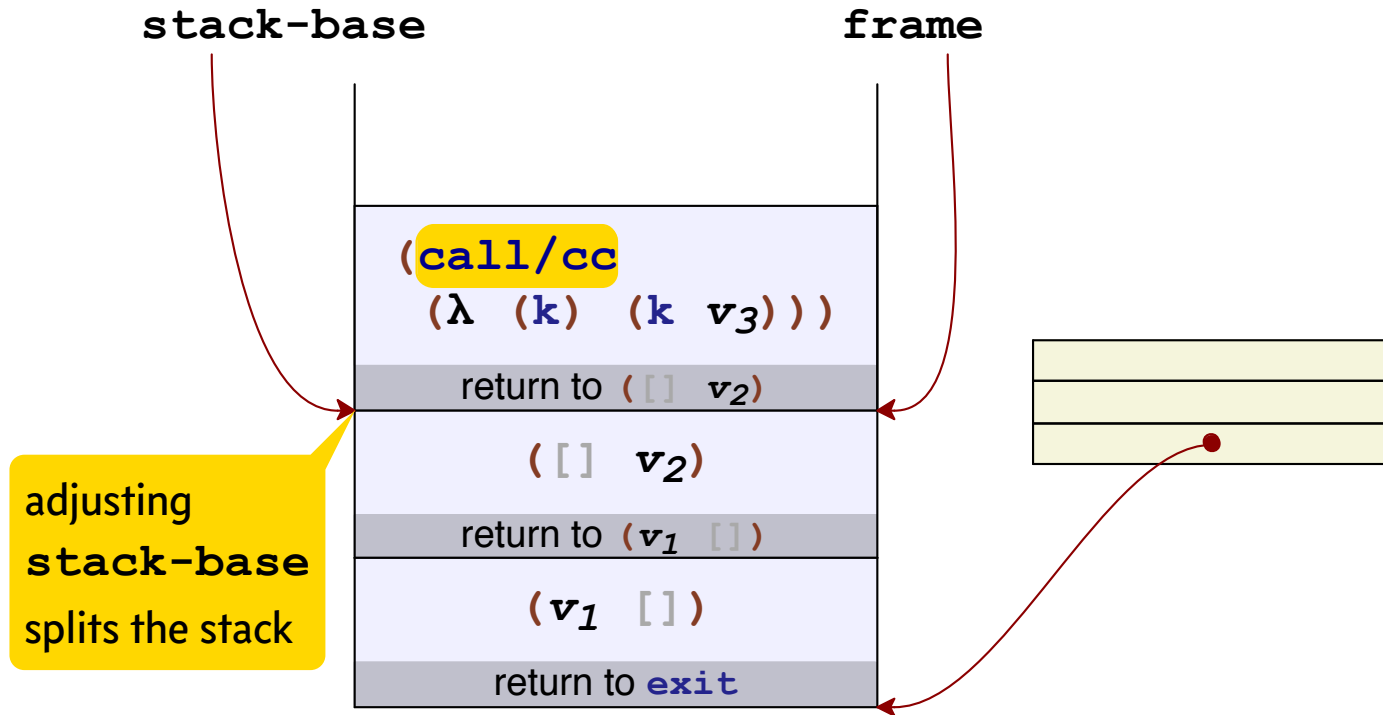 stack-base
frame
(call/cc
(λ (k) (k v3)))
return to ([] v2)
([] v2)
return to (v1 [])
(v1 [])
return to exit
adjusting
stack-base
splits the stack